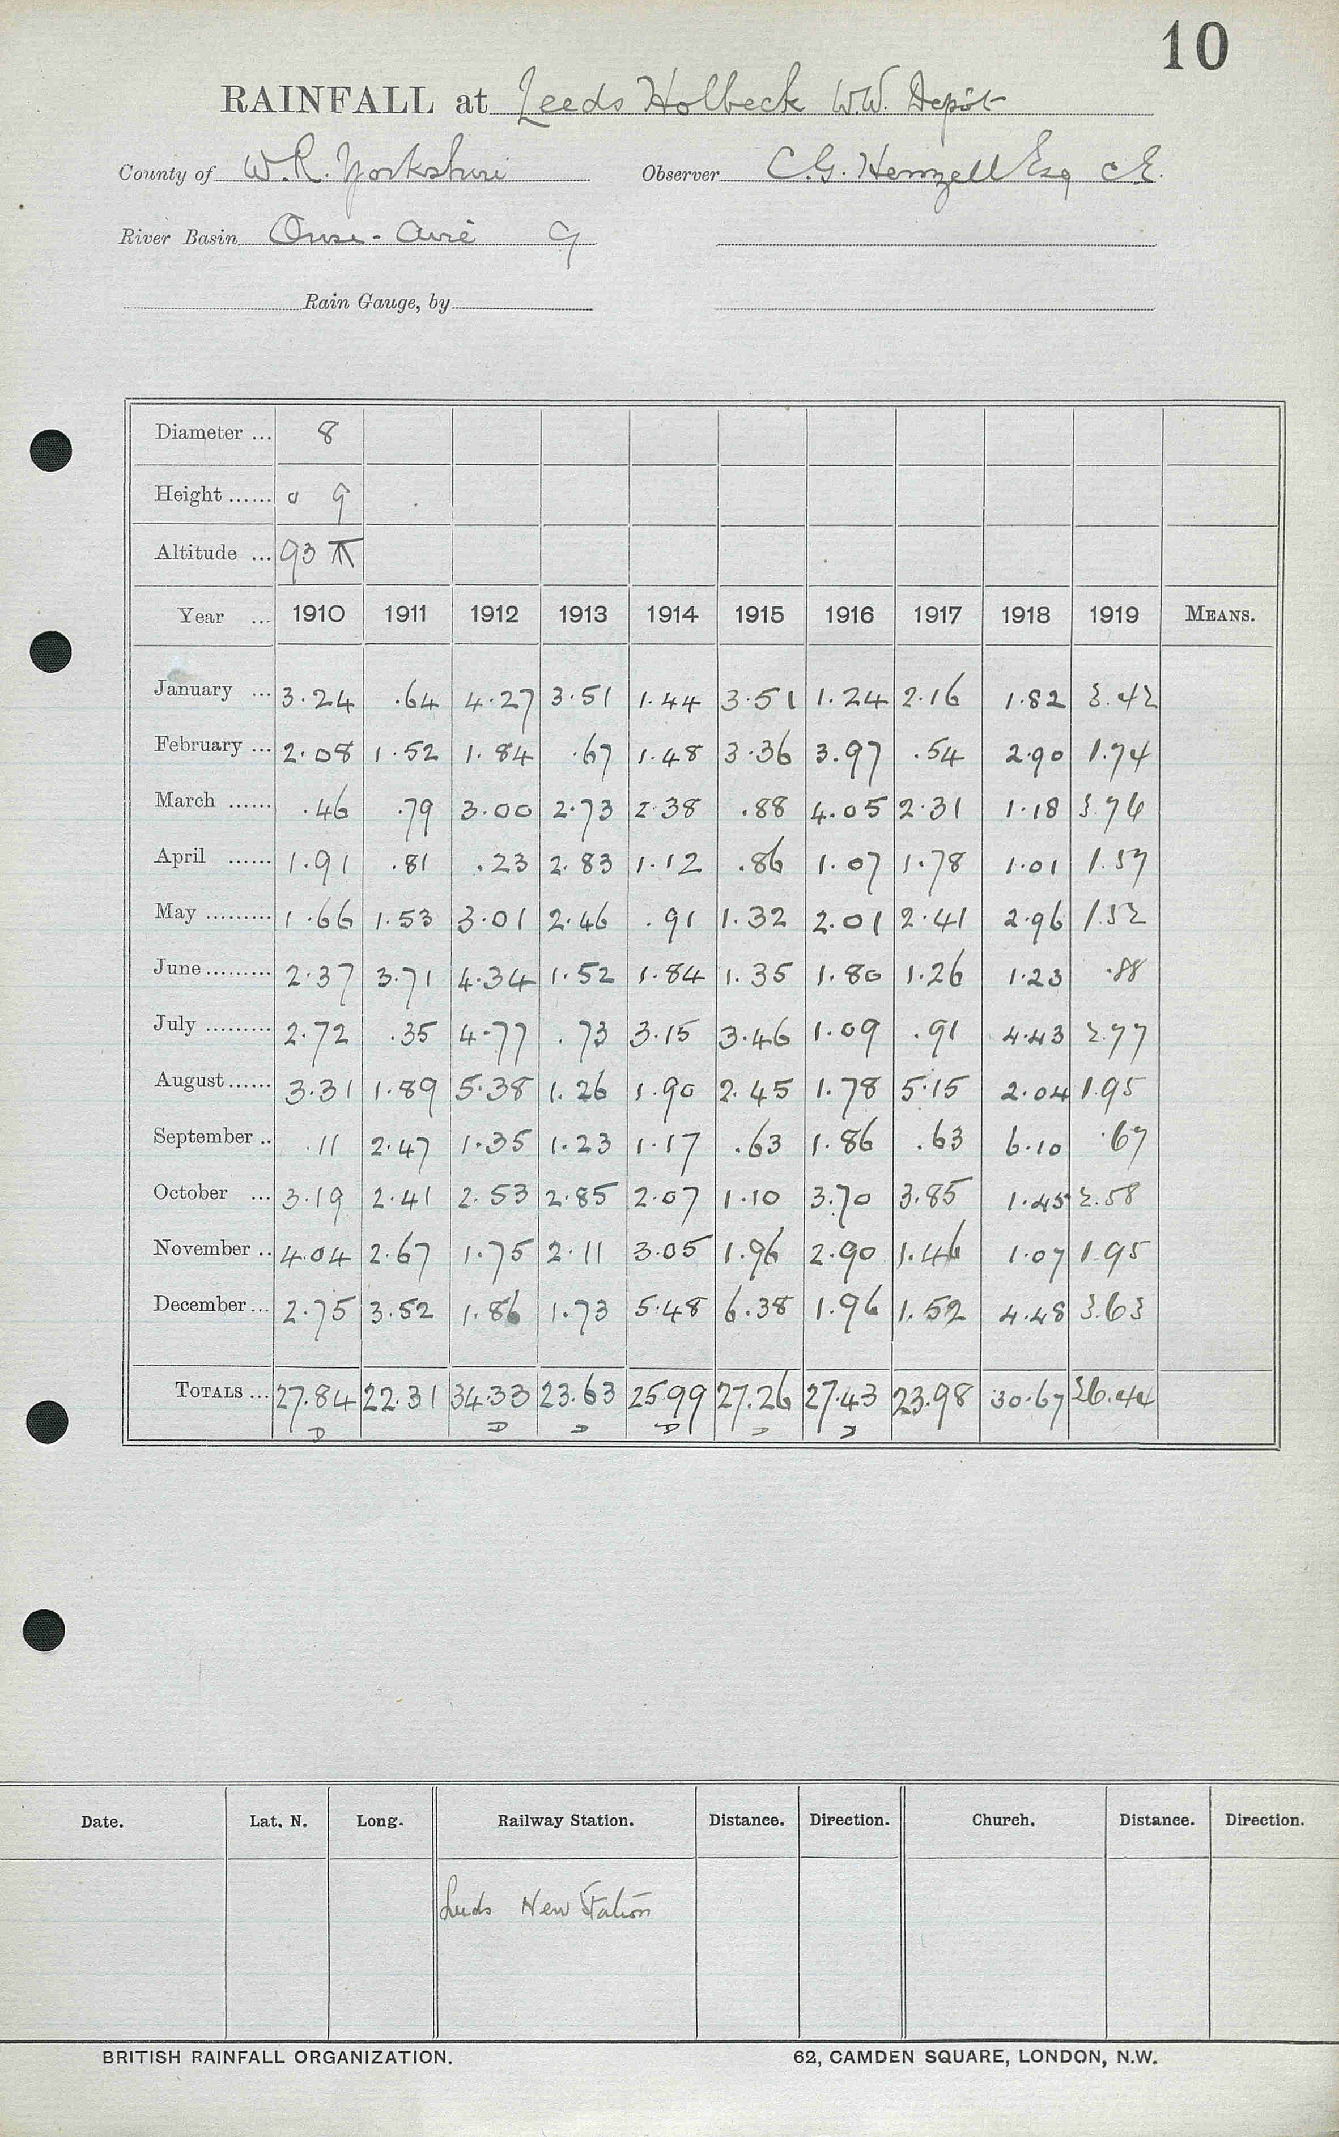 10
RAINFALL at Leeds Holbeck W.W. Depôt
County of W.R. Yorkshire Observer C.G. Henzell Esq C.E.
River Basin Ouse - Aire 9
Rain Gauge, by
Diameter ... 8
Height ...... 0 9
Altitude ... 93
Year ... 1910 1911 1912 1913 1914 1915 1916 1917 1918 1919 MEANS.
January ... 3.24 .64 4.27 3.51 1.44 3.51 1.24 2.16 1.82 3.42
February ... 2.08 1.52 1.84 .67 1.48 3.36 3.97 .54 2.90 1.74
March ...... .46 .79 3.00 2.73 2.38 .88 4.05 2.31 1.18 3.76
April ...... 1.91 .81 .23 2.83 1.12 .86 1.07 1.78 1.01 1.57
May ......... 1.66 1.53 3.01 2.46 .91 1.32 2.01 2.41 2.96 1.52
June ......... 2.37 3.71 4.34 1.52 1.84 1.35 1.80 1.26 1.23 .88
July ......... 2.72 .35 4.77 .73 3.15 3.46 1.09 .91 4.43 2.77
August ...... 3.31 1.89 5.38 1.26 1.90 2.45 1.78 5.15 2.04 1.95
September .. .11 2.47 1.35 1.23 1.17 .63 1.86 .63 6.10 .67
October ... 3.19 2.41 2.53 2.85 2.07 1.10 3.70 3.85 1.45 2.58
November .. 4.04 2.67 1.75 2.11 3.05 1.96 2.90 1.46 1.07 1.95
December ... 2.75 3.52 1.86 1.73 5.48 6.38 1.96 1.52 4.48 3.63
TOTALS ... 27.84 22.31 34.33 23.63 25.99 27.26 27.43 23.98 30.67 26.44
D D D D D D
Date. Lat. N. Long. Railway Station. Distance. Direction. Church. Distance. Direction.
Leeds New Station
BRITISH RAINFALL ORGANIZATION. 62, CAMDEN SQUARE, LONDON, N.W.